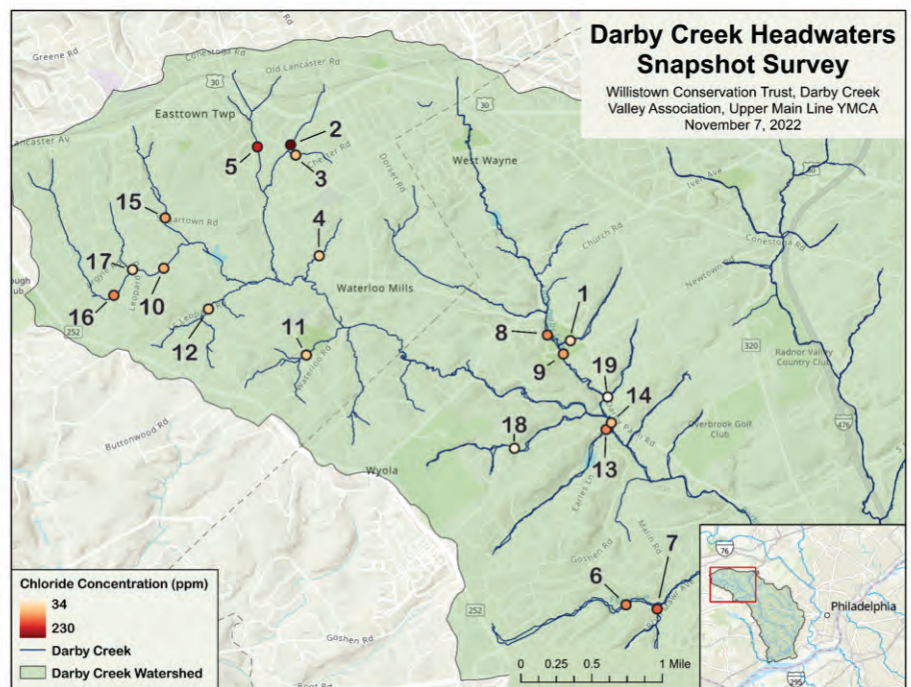 Darby Creek Headwaters
Snapshot Survey
Willistown Conservation Trust, Darby Creek
Valley Association, Upper Main Line YMCA
November 7, 2022
Greene Rd
Conestoga Rd
Old Lancaster Rd
30
30
Easttown Twp
Lancaster Av
2
5
3
Chester Rd
West Wayne
Dorset Rd
Iven Ave
Conestoga Rd
15
4
Church Rd
Newtown Rd
17
16
10
Waterloo Mills
1
252
12
11
Waterloo Rd
8
9
320
Radnor Valley
Country Club
19
14
18
Overbrook Golf
Club
476
13
Buttonwood Rd
Wyola
Earles Ln
Malin Rd
Goshen Rd
7
6
252
Goshen Rd
Chloride Concentration (ppm)
34
230
Darby Creek
Darby Creek Watershed
0 0.25 0.5 1 Mile
76
Philadelphia
295